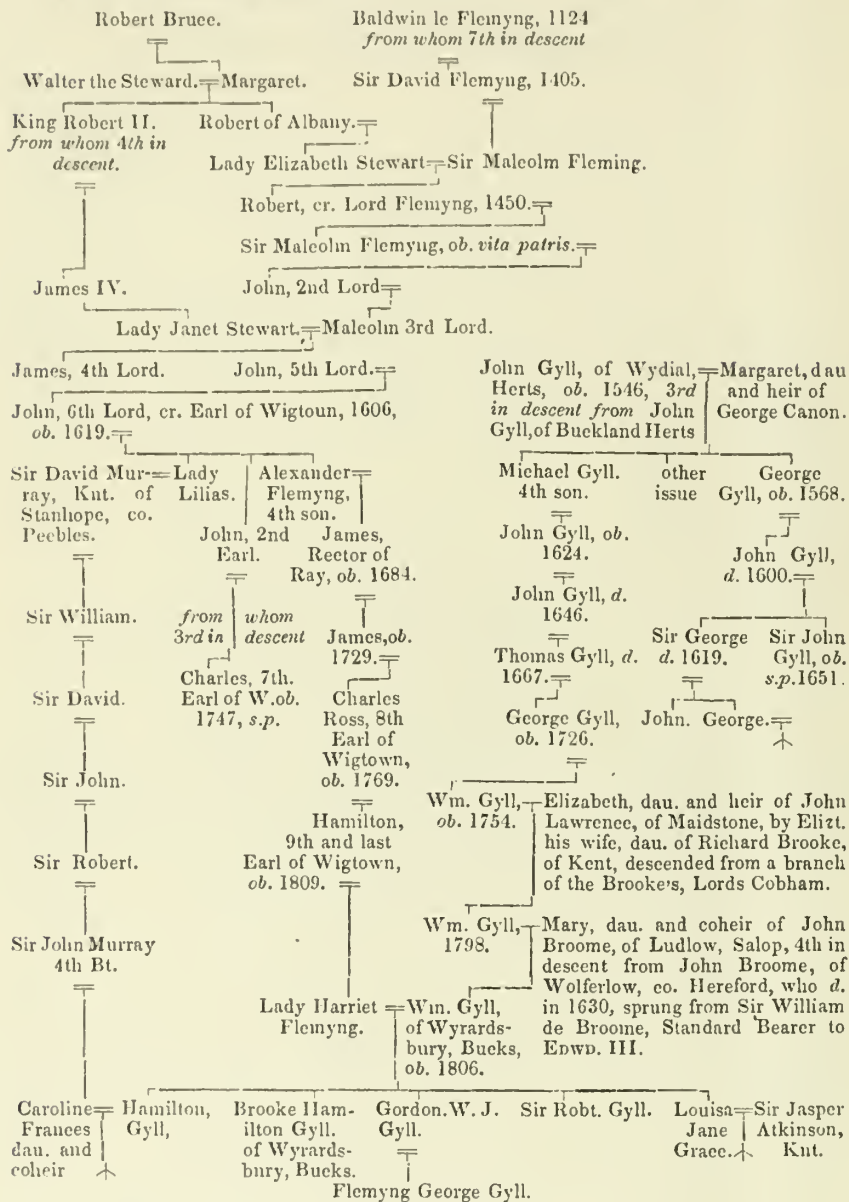 Robert Bruce. Baldwin le Flemyng, 1124
from whom 7th in descent
Walter the Steward. Margaret. Sir David Flemyng, 1405.
King Robert II. Robert of Albany.
from whom 4th in
descent. Lady Elizabeth Stewart Sir Malcolm Fleming.
Robert, cr. Lord Flemyng, 1450.
Sir Malcolm Flemyng, ob. vita patris.
James IV. John, 2nd Lord
Lady Janet Stewart. Malcolm 3rd Lord.
James, 4th Lord. John, 5th Lord.
John, 6th Lord, cr. Earl of Wigtoun, 1606,
ob. 1619.
John Gyll, of Wydial, Margaret, dau
Herts, ob. 1546, 3rd and heir of
in descent from John George Canon.
Gyll, of Buckland Herts
Sir David Mur- Lady Alexander
ray, Knt. of Lilias. Flemyng,
Stanhope, co. 4th son.
Peebles. John, 2nd James,
Earl. Rector of
Ray, ob. 1684.
Michael Gyll. other George
4th son. issue Gyll, ob. 1568.
John Gyll, ob. John Gyll,
1624. d. 1600.
John Gyll, d.
1646.
Sir William. from whom James, ob.
3rd in descent 1729.
Sir George Sir John
d. 1619. Gyll, ob.
s.p. 1651.
Thomas Gyll, d.
1667.
Sir David. Charles, 7th. Charles
Earl of W. ob. Ross, 8th
1747, s.p. Earl of
Wigtown,
ob. 1769.
George Gyll, John. George.
ob. 1726.
Sir John.
Hamilton,
9th and last
Sir Robert. Earl of Wigtown,
ob. 1809.
Wm. Gyll, Elizabeth, dau. and heir of John
ob. 1754. Lawrence, of Maidstone, by Elizt.
his wife, dau. of Richard Brooke,
of Kent, descended from a branch
of the Brooke's, Lords Cobham.
Sir John Murray
4th Bt.
Wm. Gyll, Mary, dau. and coheir of John
1798. Broome, of Ludlow, Salop, 4th in
descent from John Broome, of
Wolferlow, co. Hereford, who d.
in 1630, sprung from Sir William
de Broome, Standard Bearer to
EDWD. III.
Lady Harriet Wm. Gyll,
Flemyng. of Wyrards-
bury, Bucks,
ob. 1806.
Caroline Hamilton, Brooke Ham- Gordon. W. J. Sir Robt. Gyll. Louisa Sir Jasper
Frances Gyll, ilton Gyll. Gyll. Jane Atkinson,
dau. and of Wyrards- Grace. Knt.
coheir bury, Bucks.
Flemyng George Gyll.